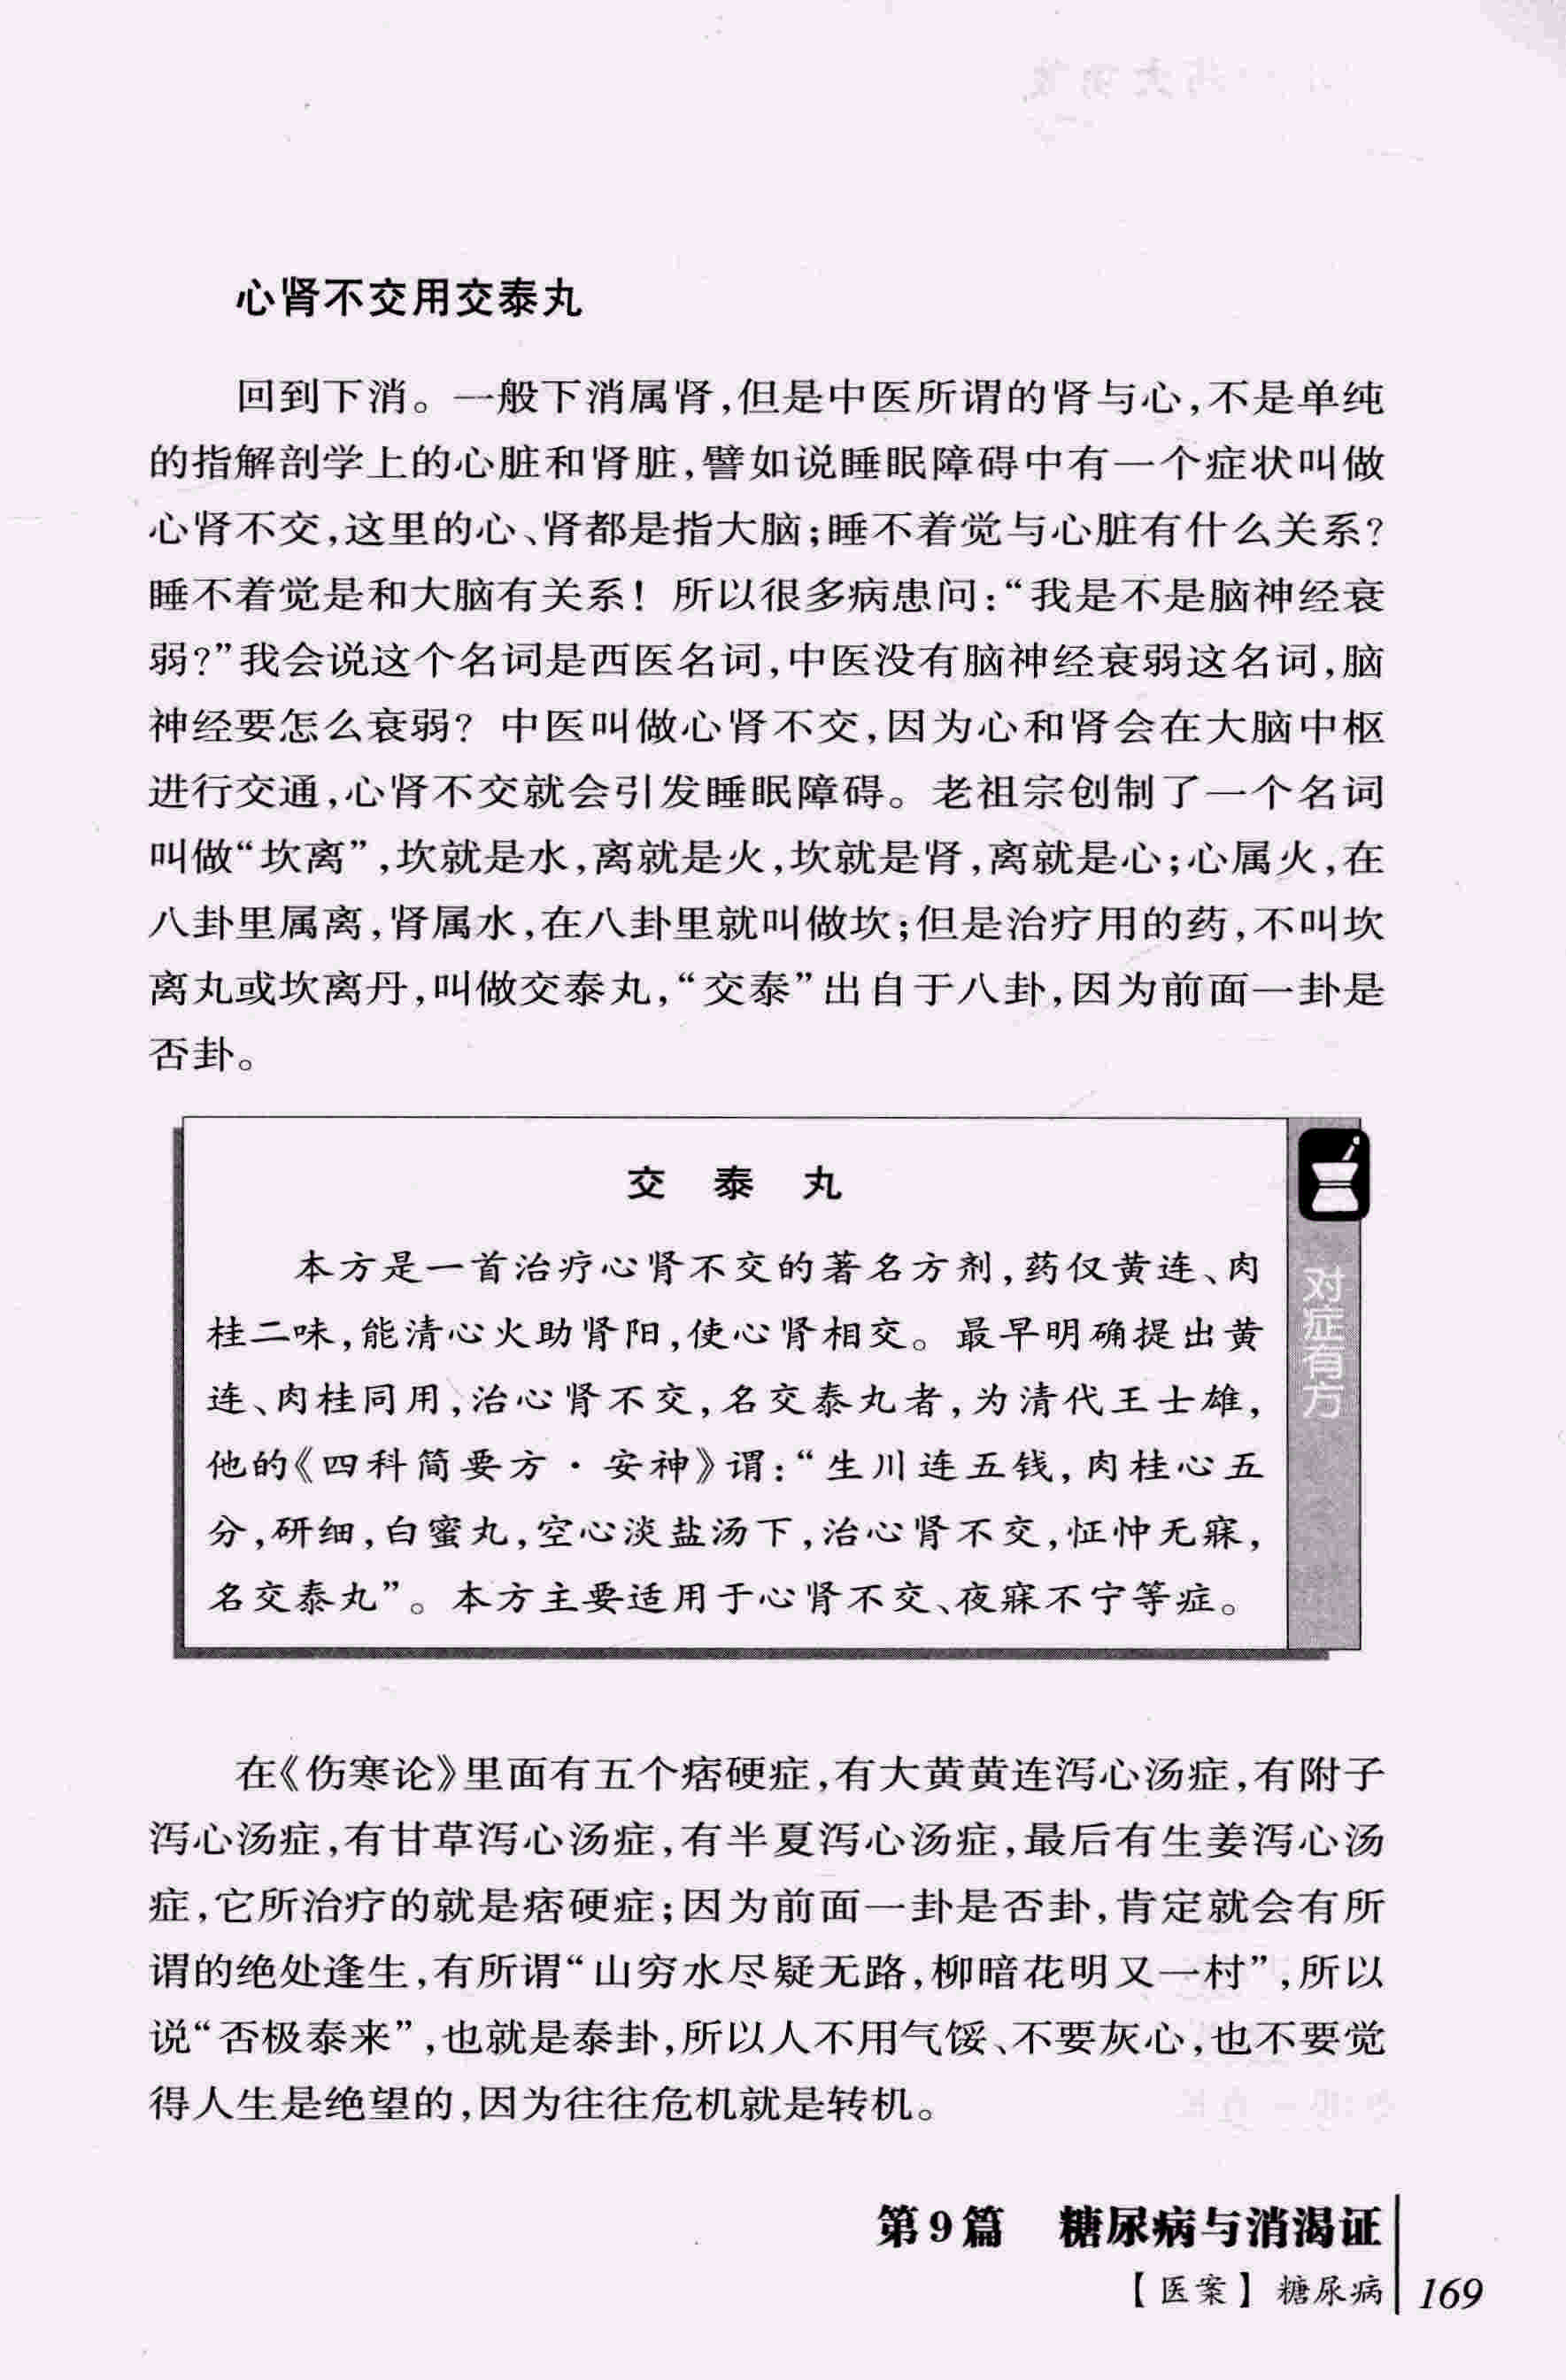 心肾不交用交泰丸
回到下消。一般下消属肾,但是中医所谓的肾与心,不是单纯
的指解剖学上的心脏和肾脏,譬如说睡眠障碍中有一个症状叫做
心肾不交,这里的心、肾都是指大脑;睡不着觉与心脏有什么关系?
睡不着觉是和大脑有关系!所以很多病患问:“我是不是脑神经衰
弱?”我会说这个名词是西医名词,中医没有脑神经衰弱这名词,脑
神经要怎么衰弱?中医叫做心肾不交,因为心和肾会在大脑中枢
进行交通,心肾不交就会引发睡眠障碍。老祖宗创制了一个名词
叫做“坎离”,坎就是水,离就是火,坎就是肾,离就是心;心属火,在
八卦里属离,肾属水,在八卦里就叫做坎;但是治疗用的药,不叫坎
离丸或坎离丹,叫做交泰丸,“交泰”出自于八卦,因为前面一卦是
否卦。
交 泰 丸
本方是一首治疗心肾不交的著名方剂,药仅黄连、肉
桂二味,能清心火助肾阳,使心肾相交。最早明确提出黄
连、肉桂同用,治心肾不交,名交泰丸者,为清代王士雄,
他的《四科简要方·安神》谓:“生川连五钱,肉桂心五
分,研细,白蜜丸,空心淡盐汤下,治心肾不交,怔忡无寐,
名交泰丸”。本方主要适用于心肾不交、夜寐不宁等症。
对症有方
在《伤寒论》里面有五个痞硬症,有大黄黄连泻心汤症,有附子
泻心汤症,有甘草泻心汤症,有半夏泻心汤症,最后有生姜泻心汤
症,它所治疗的就是痞硬症;因为前面一卦是否卦,肯定就会有所
谓的绝处逢生,有所谓“山穷水尽疑无路,柳暗花明又一村”,所以
说“否极泰来”,也就是泰卦,所以人不用气馁、不要灰心,也不要觉
得人生是绝望的,因为往往危机就是转机。
第9篇 糖尿病与消渴证
【医案】糖尿病 169